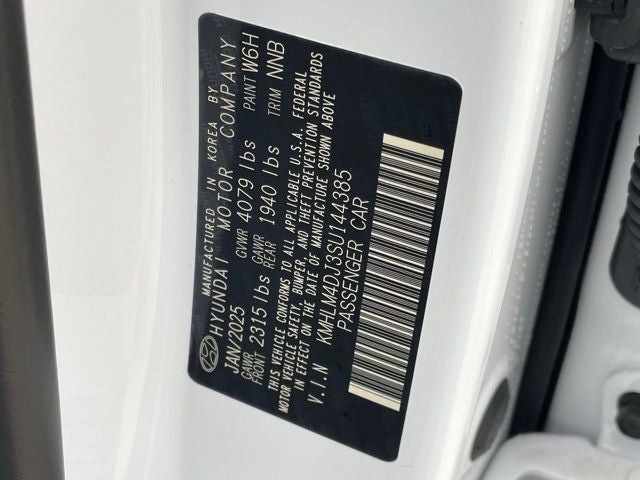 MANUFACTURED IN KOREA BY
HYUNDAI MOTOR COMPANY
JAN/2025 GVWR 4079 lbs PAINT W6H
GAWR FRONT 2315 lbs GAWR REAR 1940 lbs TRIM NNB
THIS VEHICLE CONFORMS TO ALL APPLICABLE U.S.A. FEDERAL
MOTOR VEHICLE SAFETY, BUMPER, AND THEFT PREVENTION STANDARDS
IN EFFECT ON THE DATE OF MANUFACTURE SHOWN ABOVE
V.I.N KMHLM4DJ3SU144385
PASSENGER CAR